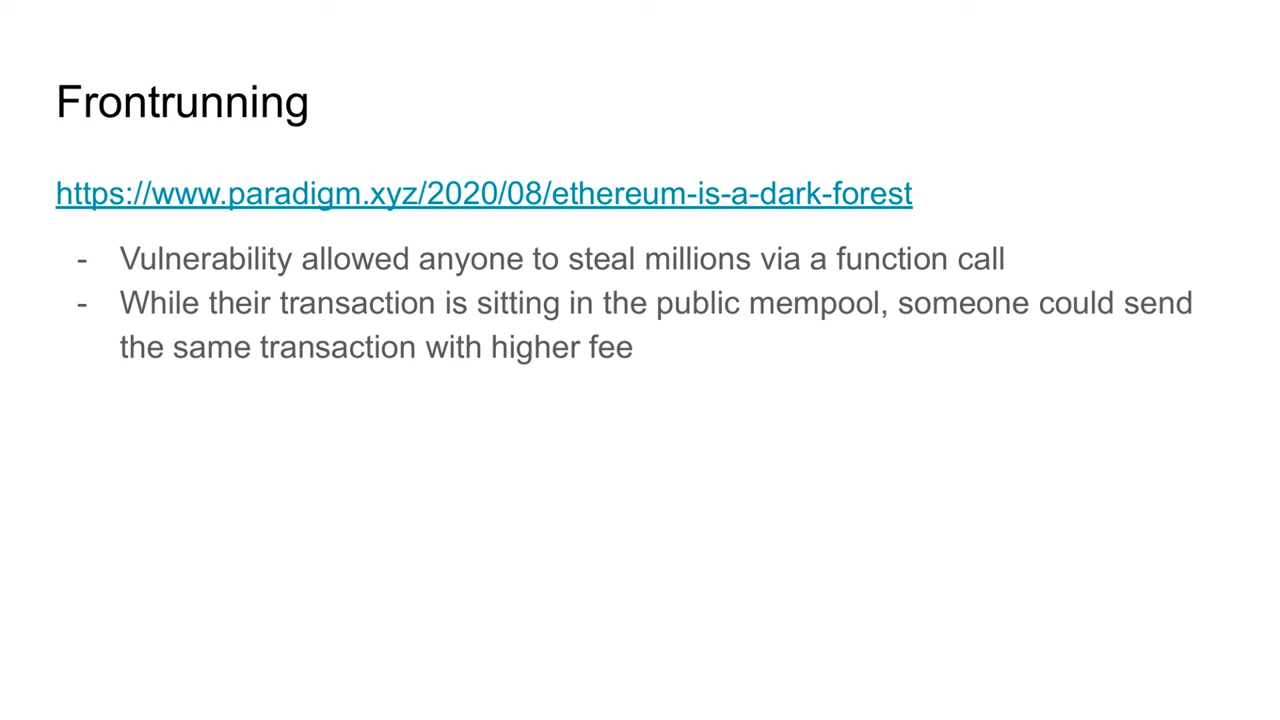 Frontrunning
https://www.paradigm.xyz/2020/08/ethereum-is-a-dark-forest
- Vulnerability allowed anyone to steal millions via a function call
- While their transaction is sitting in the public mempool, someone could send
the same transaction with higher fee